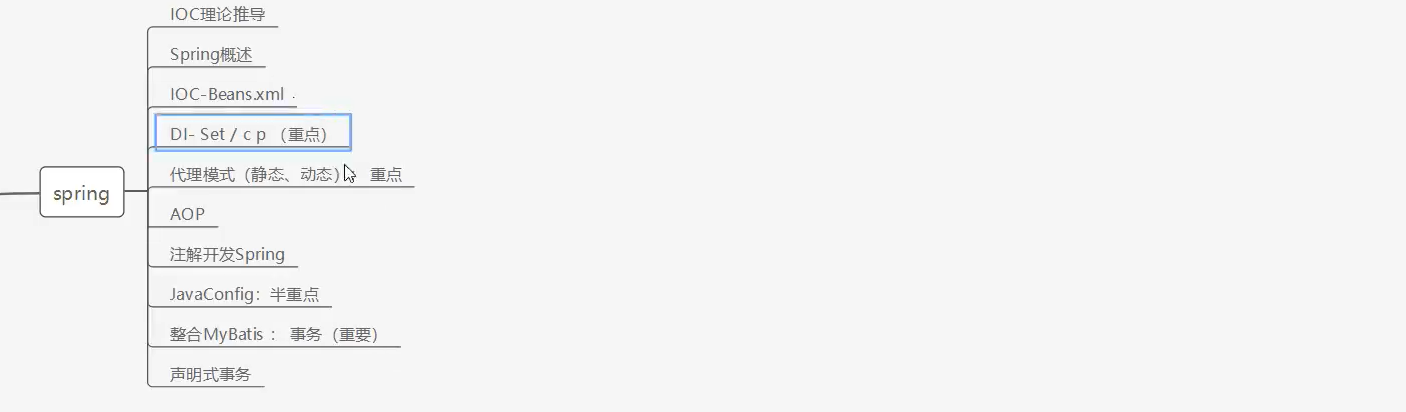 IOC理论推导
Spring概述
IOC-Beans.xml
DI- Set / c p （重点）
代理模式（静态、动态） 重点
spring
AOP
注解开发Spring
JavaConfig：半重点
整合MyBatis ： 事务（重要）
声明式事务